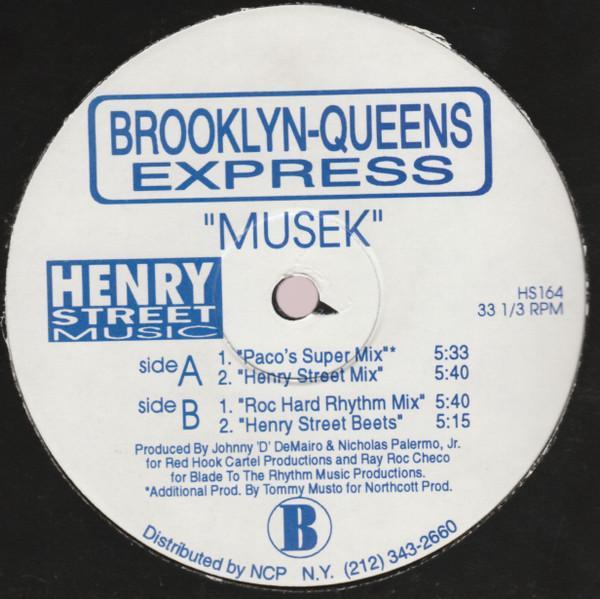 BROOKLYN-QUEENS
EXPRESS
"MUSEK"
HENRY
STREET
MUSIC
HS164
33 1/3 RPM
side A
1. "Paco's Super Mix"* 5:33
2. "Henry Street Mix" 5:40
side B
1. "Roc Hard Rhythm Mix" 5:40
2. "Henry Street Beets" 5:15
Produced By Johnny 'D' DeMairo & Nicholas Palermo, Jr.
for Red Hook Cartel Productions and Ray Roc Checo
for Blade To The Rhythm Music Productions.
*Additional Prod. By Tommy Musto for Northcott Prod.
B
Distributed by NCP N.Y. (212) 343-2660